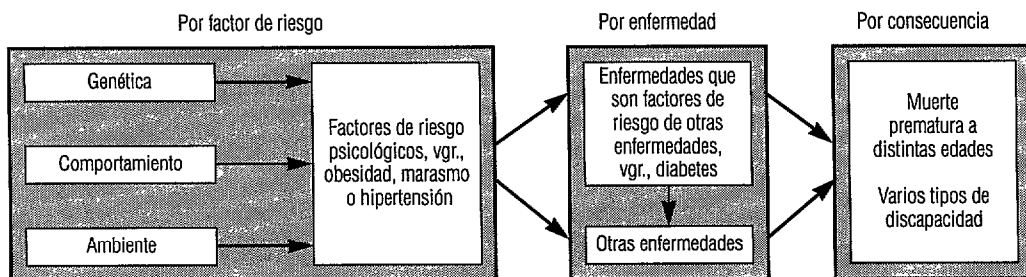 Por factor de riesgo
Por enfermedad
Por consecuencia
Genética
Comportamiento
Ambiente
Factores de riesgo
psicológicos, vgr.,
obesidad, marasmo
o hipertensión
Enfermedades que
son factores de
riesgo de otras
enfermedades,
vgr., diabetes
Otras enfermedades
Muerte
prematura a
distintas edades
Varios tipos de
discapacidad